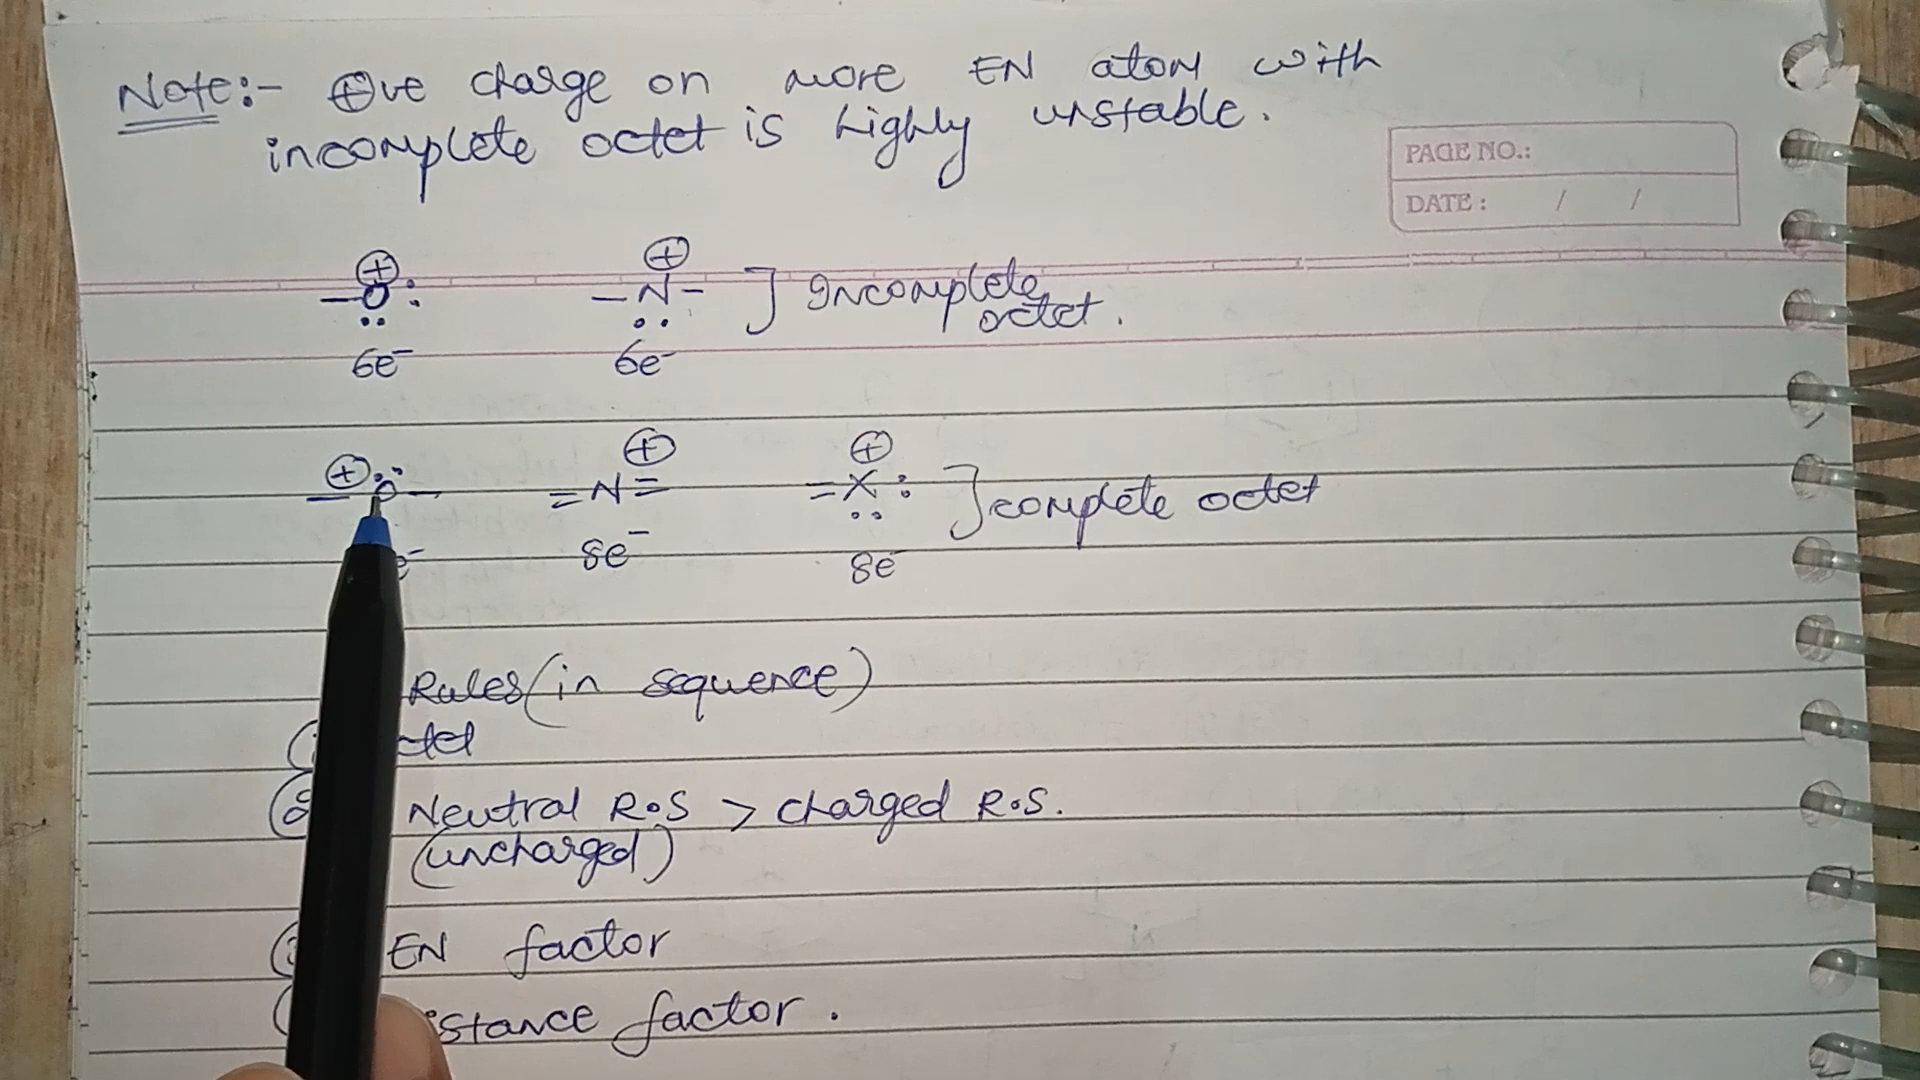 Note:- ⊕ve charge on more EN atom with
incomplete octet is highly unstable.
PAGE NO.:
DATE : / /
⊕ ⊕
–O: –N– ] Incomplete
.. .. octet.
6e⁻ 6e⁻
⊕.. ⊕ ⊕
–O– =N= =X: ] complete octet
..
e⁻ 8e⁻ 8e⁻
Rules (in sequence)
Neutral R.S > charged R.S.
(uncharged)
EN factor
factor.